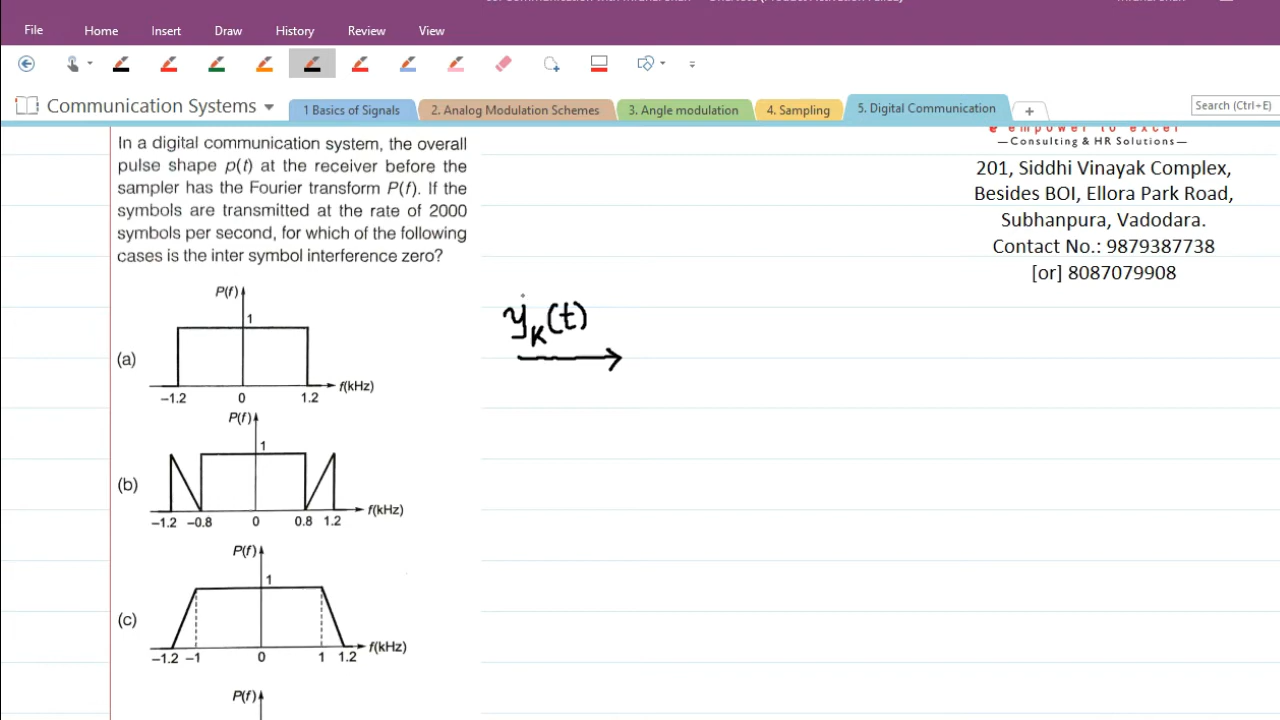 File Home Insert Draw History Review View
Communication Systems 1 Basics of Signals 2. Analog Modulation Schemes 3. Angle modulation 4. Sampling 5. Digital Communication + Search (Ctrl+E)
In a digital communication system, the overall
pulse shape p(t) at the receiver before the
sampler has the Fourier transform P(f). If the
symbols are transmitted at the rate of 2000
symbols per second, for which of the following
cases is the inter symbol interference zero?
e empower to excel
—Consulting & HR Solutions—
201, Siddhi Vinayak Complex,
Besides BOI, Ellora Park Road,
Subhanpura, Vadodara.
Contact No.: 9879387738
[or] 8087079908
yK(t)
P(f)
1
(a)
f(kHz)
−1.2 0 1.2
P(f)
1
(b)
f(kHz)
−1.2 −0.8 0 0.8 1.2
P(f)
1
(c)
f(kHz)
−1.2 −1 0 1 1.2
P(f)